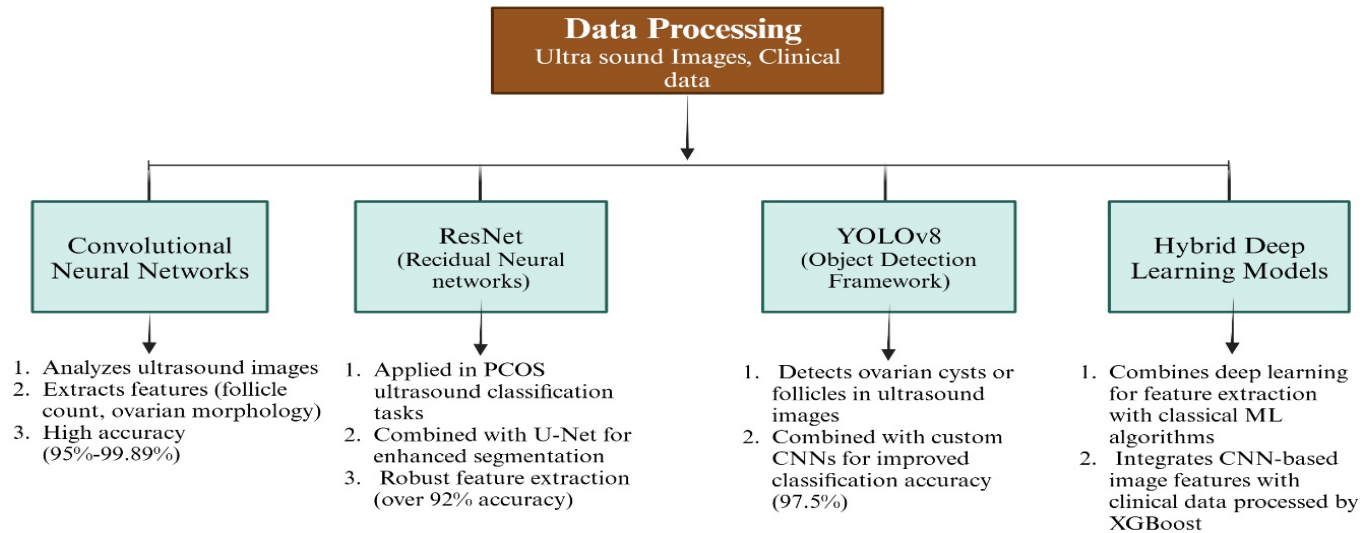 Data Processing
Ultra sound Images, Clinical
data
Convolutional
Neural Networks
ResNet
(Recidual Neural
networks)
YOLOv8
(Object Detection
Framework)
Hybrid Deep
Learning Models
1. Analyzes ultrasound images
2. Extracts features (follicle
count, ovarian morphology)
3. High accuracy
(95%-99.89%)
1. Applied in PCOS
ultrasound classification
tasks
2. Combined with U-Net for
enhanced segmentation
3. Robust feature extraction
(over 92% accuracy)
1. Detects ovarian cysts or
follicles in ultrasound
images
2. Combined with custom
CNNs for improved
classification accuracy
(97.5%)
1. Combines deep learning
for feature extraction
with classical ML
algorithms
2. Integrates CNN-based
image features with
clinical data processed by
XGBoost